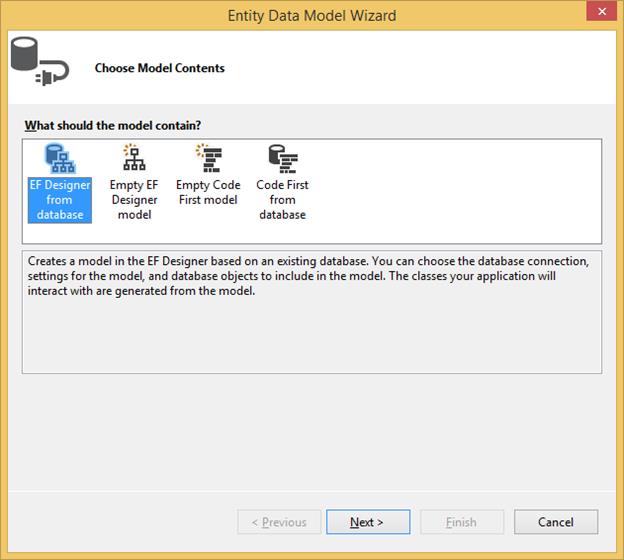 Entity Data Model Wizard
Choose Model Contents
What should the model contain?
EF Designer
from
database
Empty EF
Designer
model
Empty Code
First model
Code First
from
database
Creates a model in the EF Designer based on an existing database. You can choose the database connection,
settings for the model, and database objects to include in the model. The classes your application will
interact with are generated from the model.
< Previous
Next >
Finish
Cancel